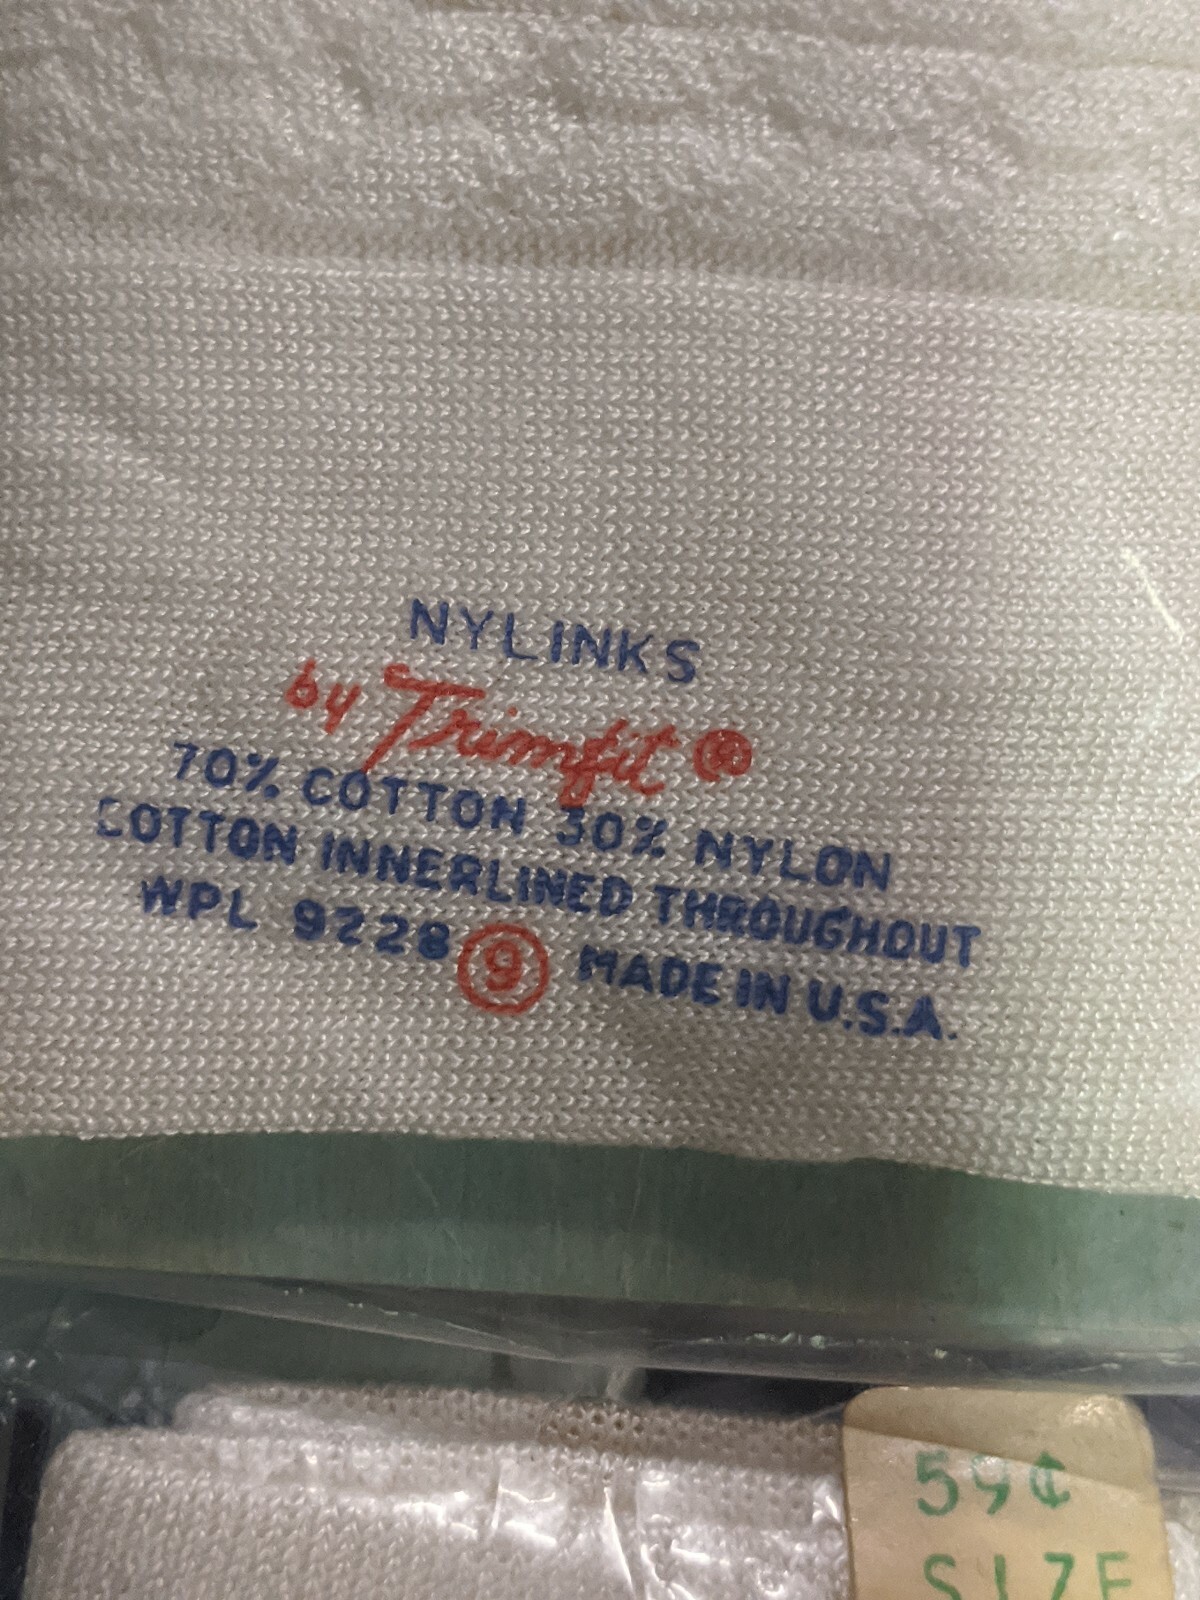 NYLINKS
by Trimfit ®
70% COTTON 30% NYLON
COTTON INNERLINED THROUGHOUT
WPL 9228 9 MADE IN U.S.A.
59¢
SIZE